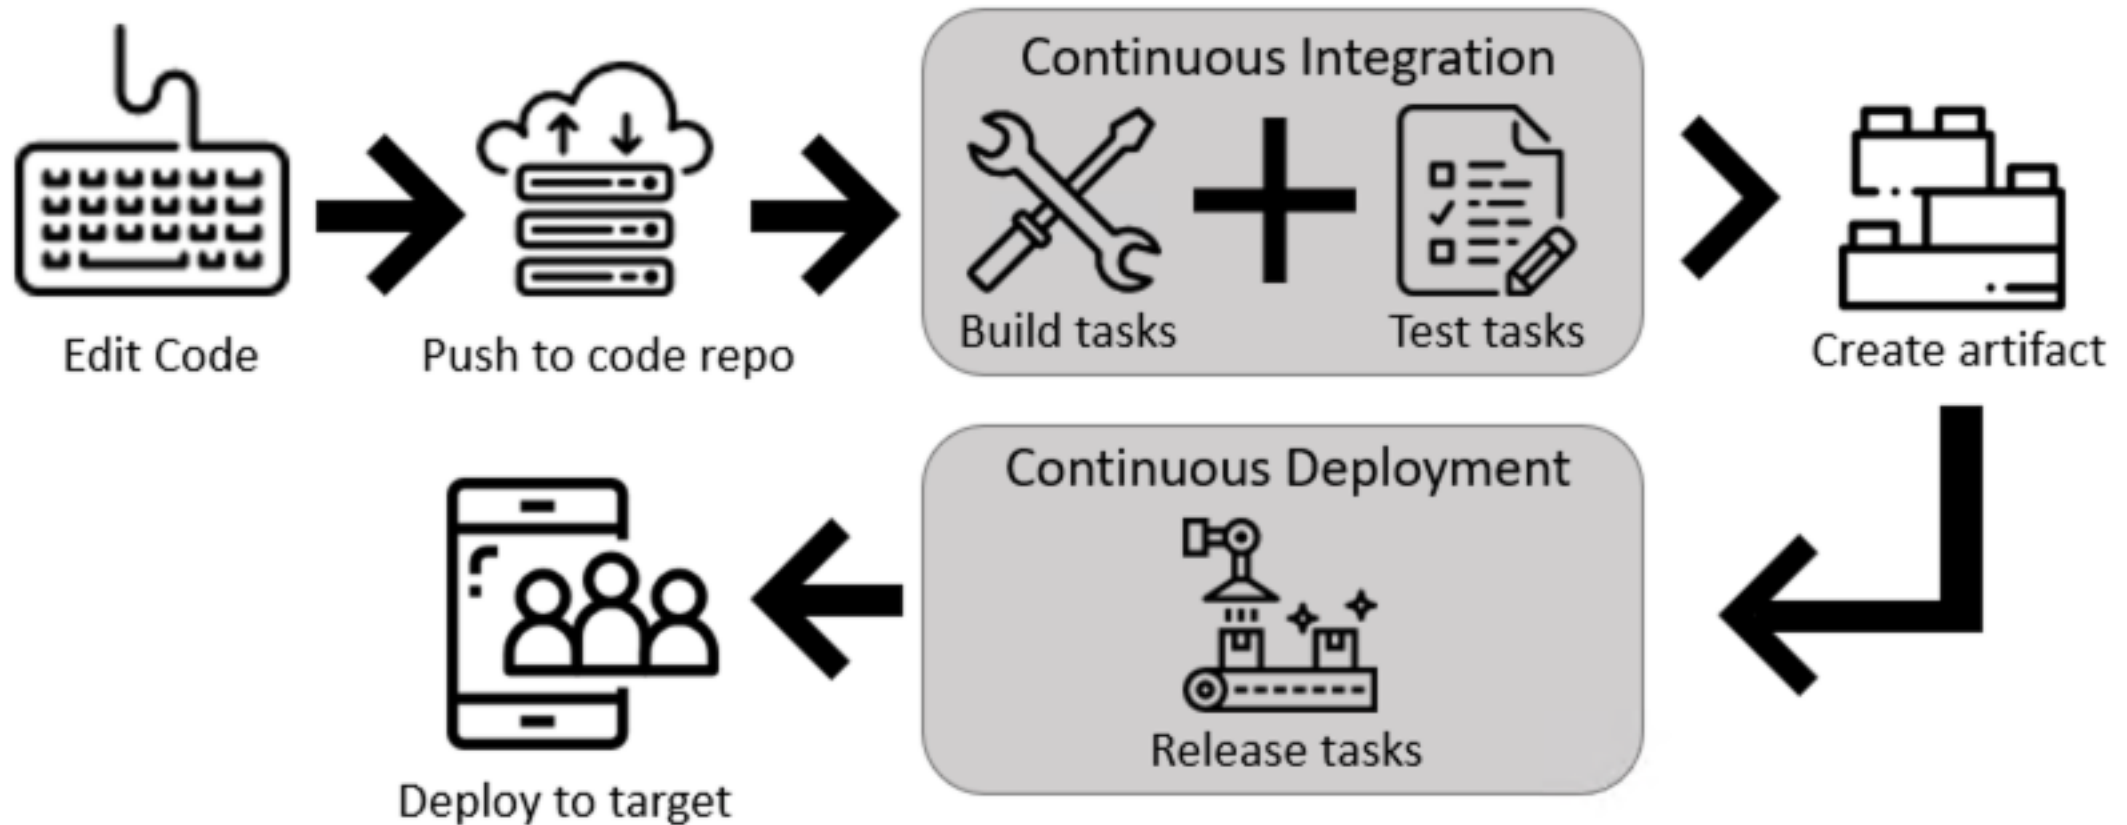 Continuous Integration
Build tasks
Test tasks
Edit Code
Push to code repo
Create artifact
Continuous Deployment
Release tasks
Deploy to target